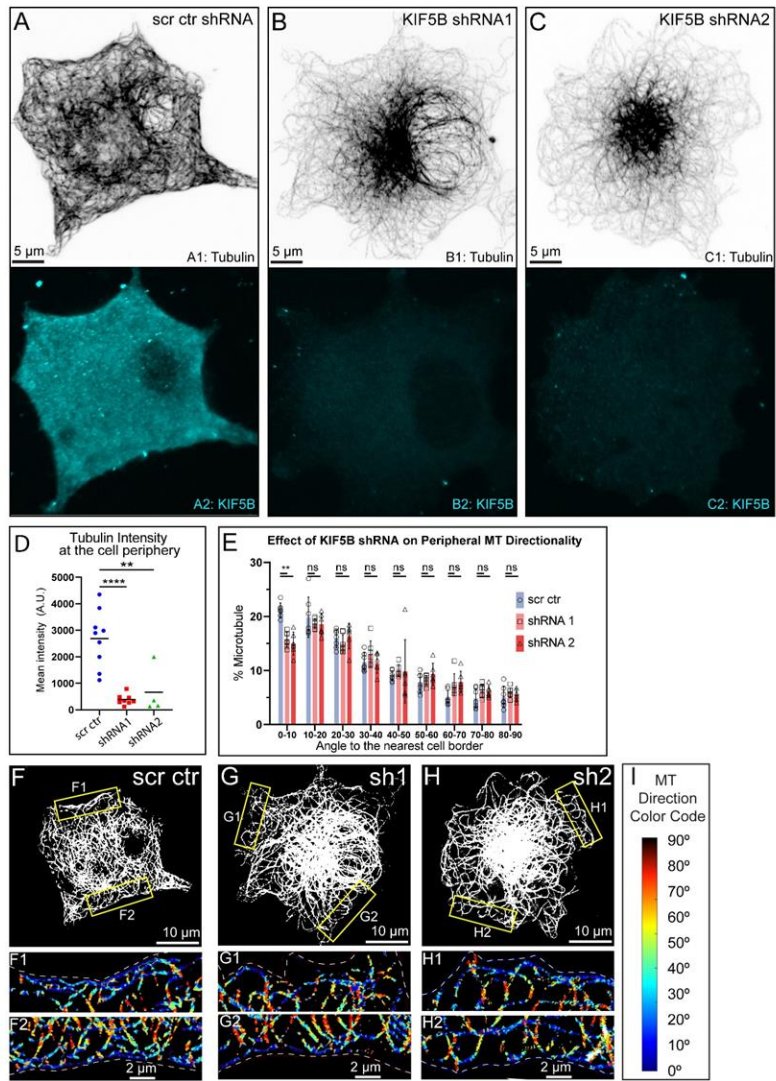 A scr ctr shRNA
5 µm
A1: Tubulin
B KIF5B shRNA1
5 µm
B1: Tubulin
C KIF5B shRNA2
5 µm
C1: Tubulin
A2: KIF5B
B2: KIF5B
C2: KIF5B
D Tubulin Intensity
at the cell periphery
**
****
5000
4000
3000
2000
1000
0
Mean intensity (A.U.)
scr ctr
shRNA1
shRNA2
E Effect of KIF5B shRNA on Peripheral MT Directionality
** ns ns ns ns ns ns ns ns
30
20
10
0
% Microtubule
scr ctr
shRNA 1
shRNA 2
0-10 10-20 20-30 30-40 40-50 50-60 60-70 70-80 80-90
Angle to the nearest cell border
F scr ctr
F1
F2
10 µm
G sh1
G1
G2
10 µm
H sh2
H1
H2
10 µm
F1
F2
2 µm
G1
G2
2 µm
H1
H2
2 µm
I MT
Direction
Color Code
90º
80º
70º
60º
50º
40º
30º
20º
10º
0º